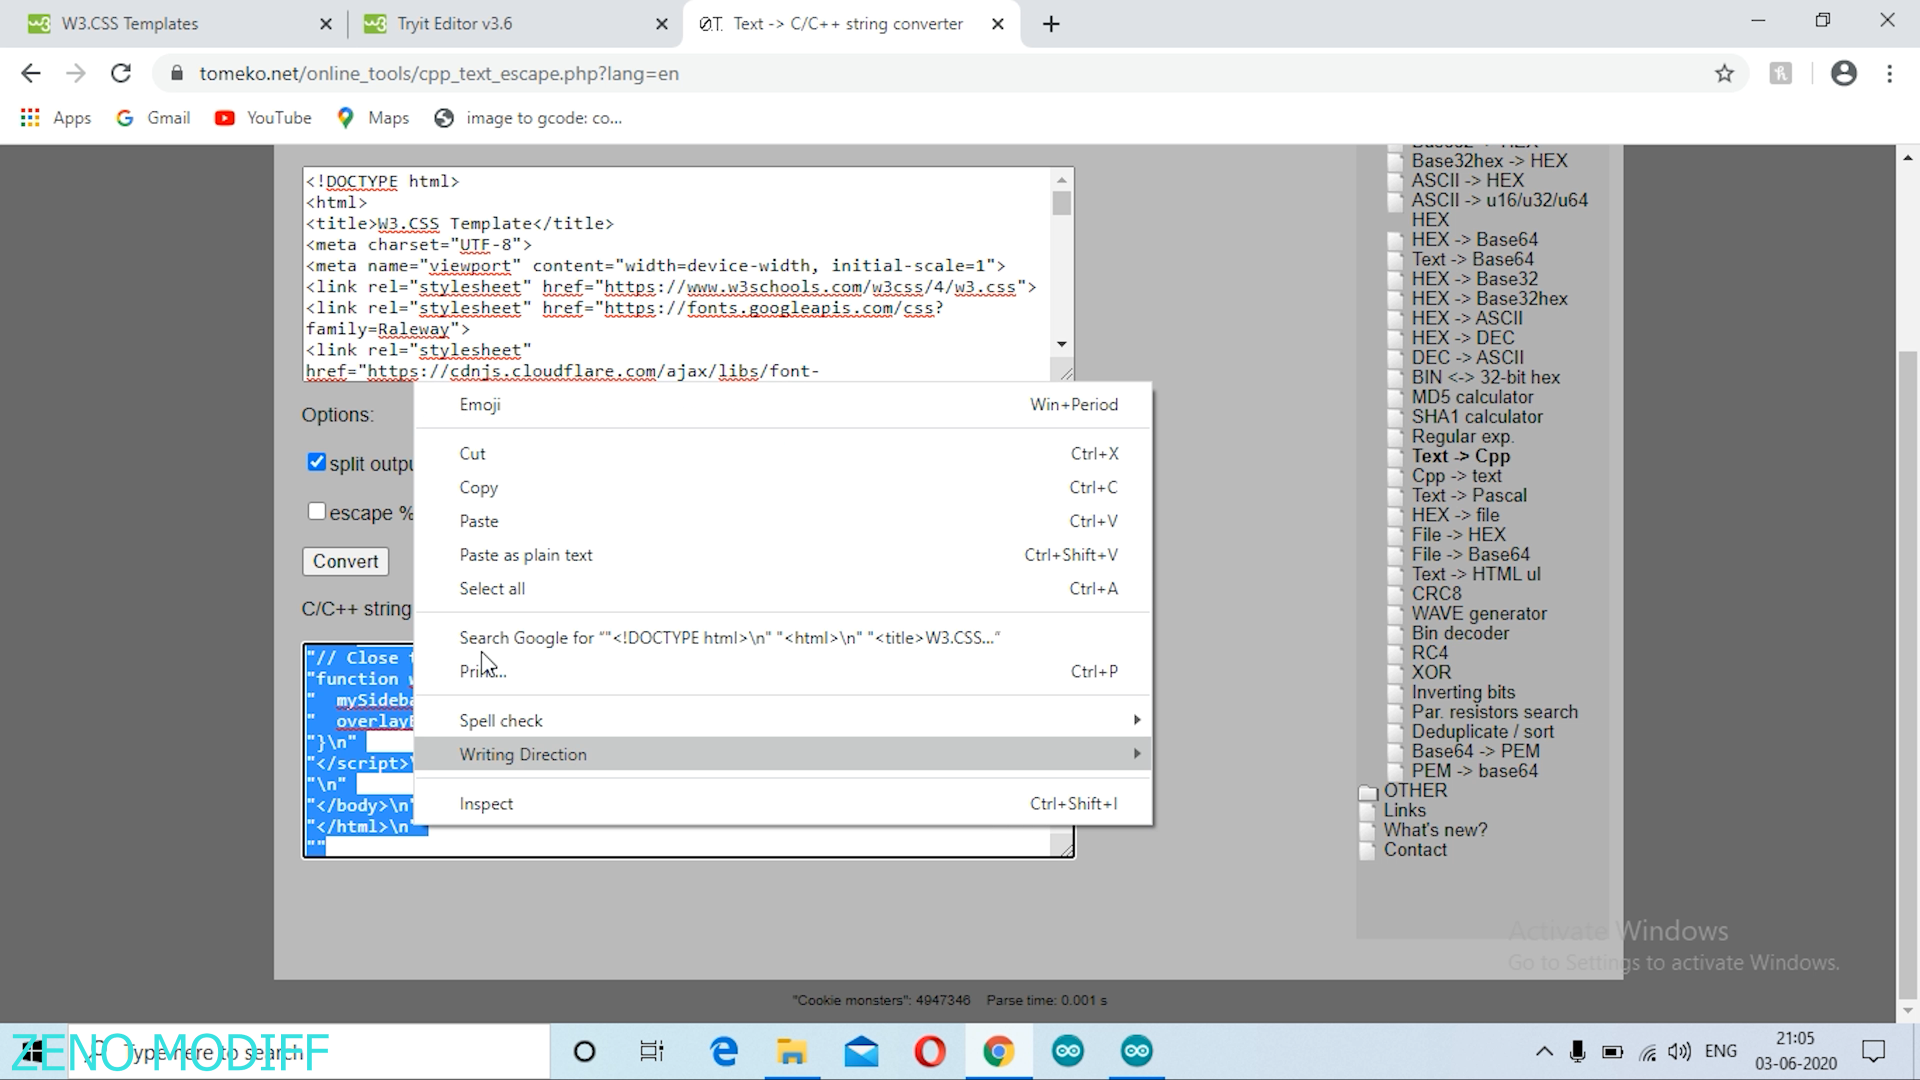 W3.CSS Templates
Tryit Editor v3.6
Ø.T. Text -> C/C++ string converter
tomeko.net/online_tools/cpp_text_escape.php?lang=en
Apps
Gmail
YouTube
Maps
image to gcode: co...
<!DOCTYPE html>
<html>
<title>W3.CSS Template</title>
<meta charset="UTF-8">
<meta name="viewport" content="width=device-width, initial-scale=1">
<link rel="stylesheet" href="https://www.w3schools.com/w3css/4/w3.css">
<link rel="stylesheet" href="https://fonts.googleapis.com/css?
family=Raleway">
<link rel="stylesheet"
href="https://cdnjs.cloudflare.com/ajax/libs/font-
Options:
split outpu
escape %
Convert
C/C++ string
"// Close
"function
" mySideba
" overlay
"}\n"
"</script>
"\n"
"</body>\n"
"</html>\n"
""
Emoji Win+Period
Cut Ctrl+X
Copy Ctrl+C
Paste Ctrl+V
Paste as plain text Ctrl+Shift+V
Select all Ctrl+A
Search Google for “"<!DOCTYPE html>\n" "<html>\n" "<title>W3.CSS...”
Print... Ctrl+P
Spell check
Writing Direction
Inspect Ctrl+Shift+I
Base32hex -> HEX
ASCII -> HEX
ASCII -> u16/u32/u64
HEX
HEX -> Base64
Text -> Base64
HEX -> Base32
HEX -> Base32hex
HEX -> ASCII
HEX -> DEC
DEC -> ASCII
BIN <-> 32-bit hex
MD5 calculator
SHA1 calculator
Regular exp.
Text -> Cpp
Cpp -> text
Text -> Pascal
HEX -> file
File -> HEX
File -> Base64
Text -> HTML ul
CRC8
WAVE generator
Bin decoder
RC4
XOR
Inverting bits
Par. resistors search
Deduplicate / sort
Base64 -> PEM
PEM -> base64
OTHER
Links
What's new?
Contact
Activate Windows
Go to Settings to activate Windows.
"Cookie monsters": 4947346 Parse time: 0.001 s
ZENO MODIFF
Type here to search
ENG
21:05
03-06-2020